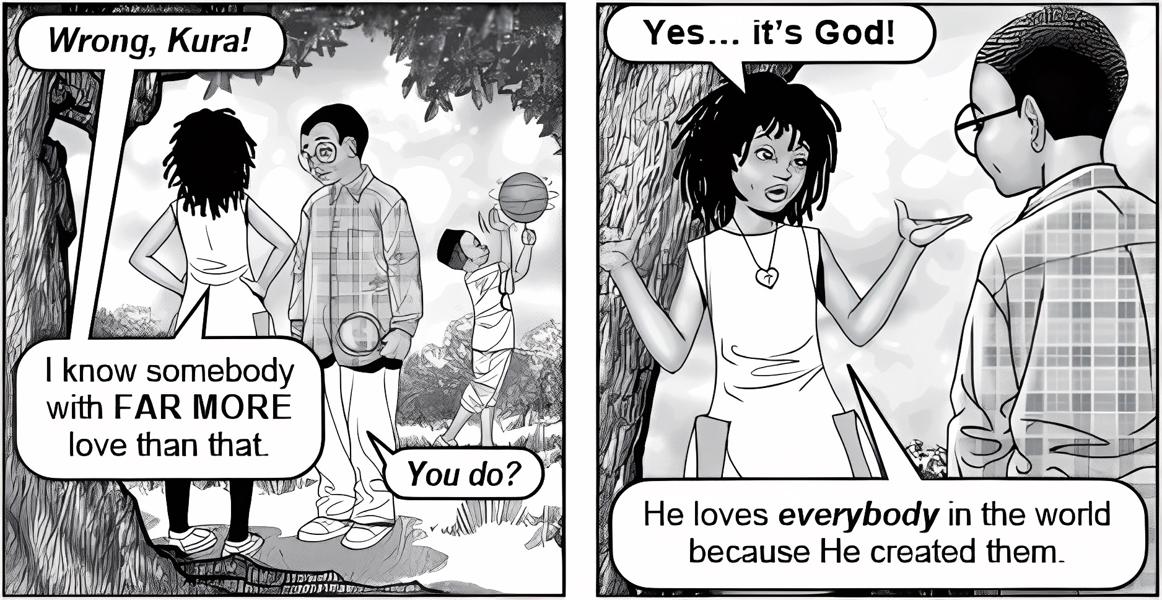 Wrong, Kura!
I know somebody
with FAR MORE
love than that.
You do?
Yes... it's God!
He loves everybody in the world
because He created them.